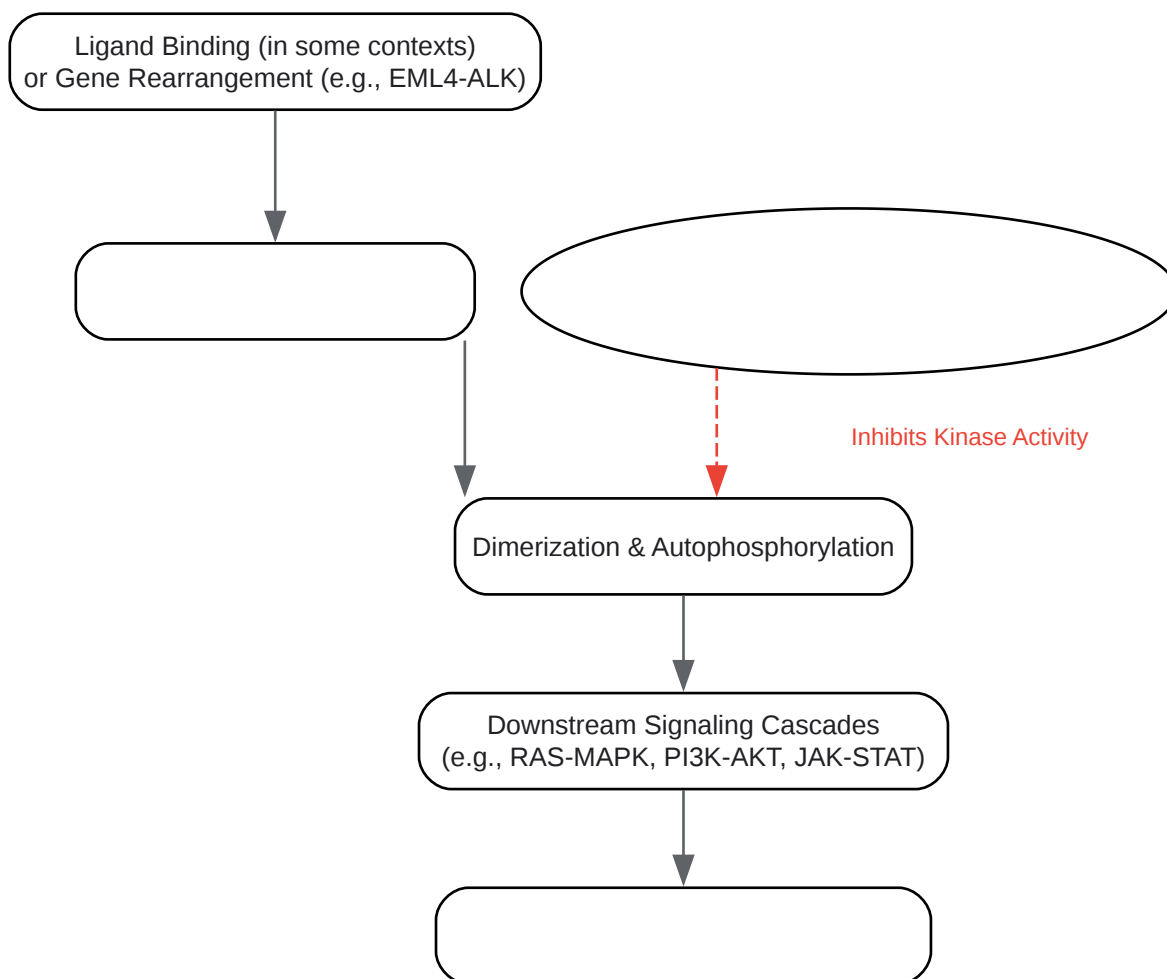 Ligand Binding (in some contexts)
or Gene Rearrangement (e.g., EML4-ALK)
Inhibits Kinase Activity
Dimerization & Autophosphorylation
Downstream Signaling Cascades
(e.g., RAS-MAPK, PI3K-AKT, JAK-STAT)